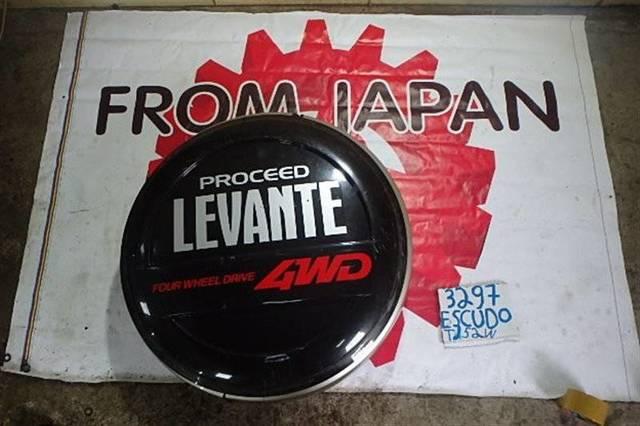 FROM JAPAN
PROCEED
LEVANTE
FOUR WHEEL DRIVE 4WD
3297
ESCUDO